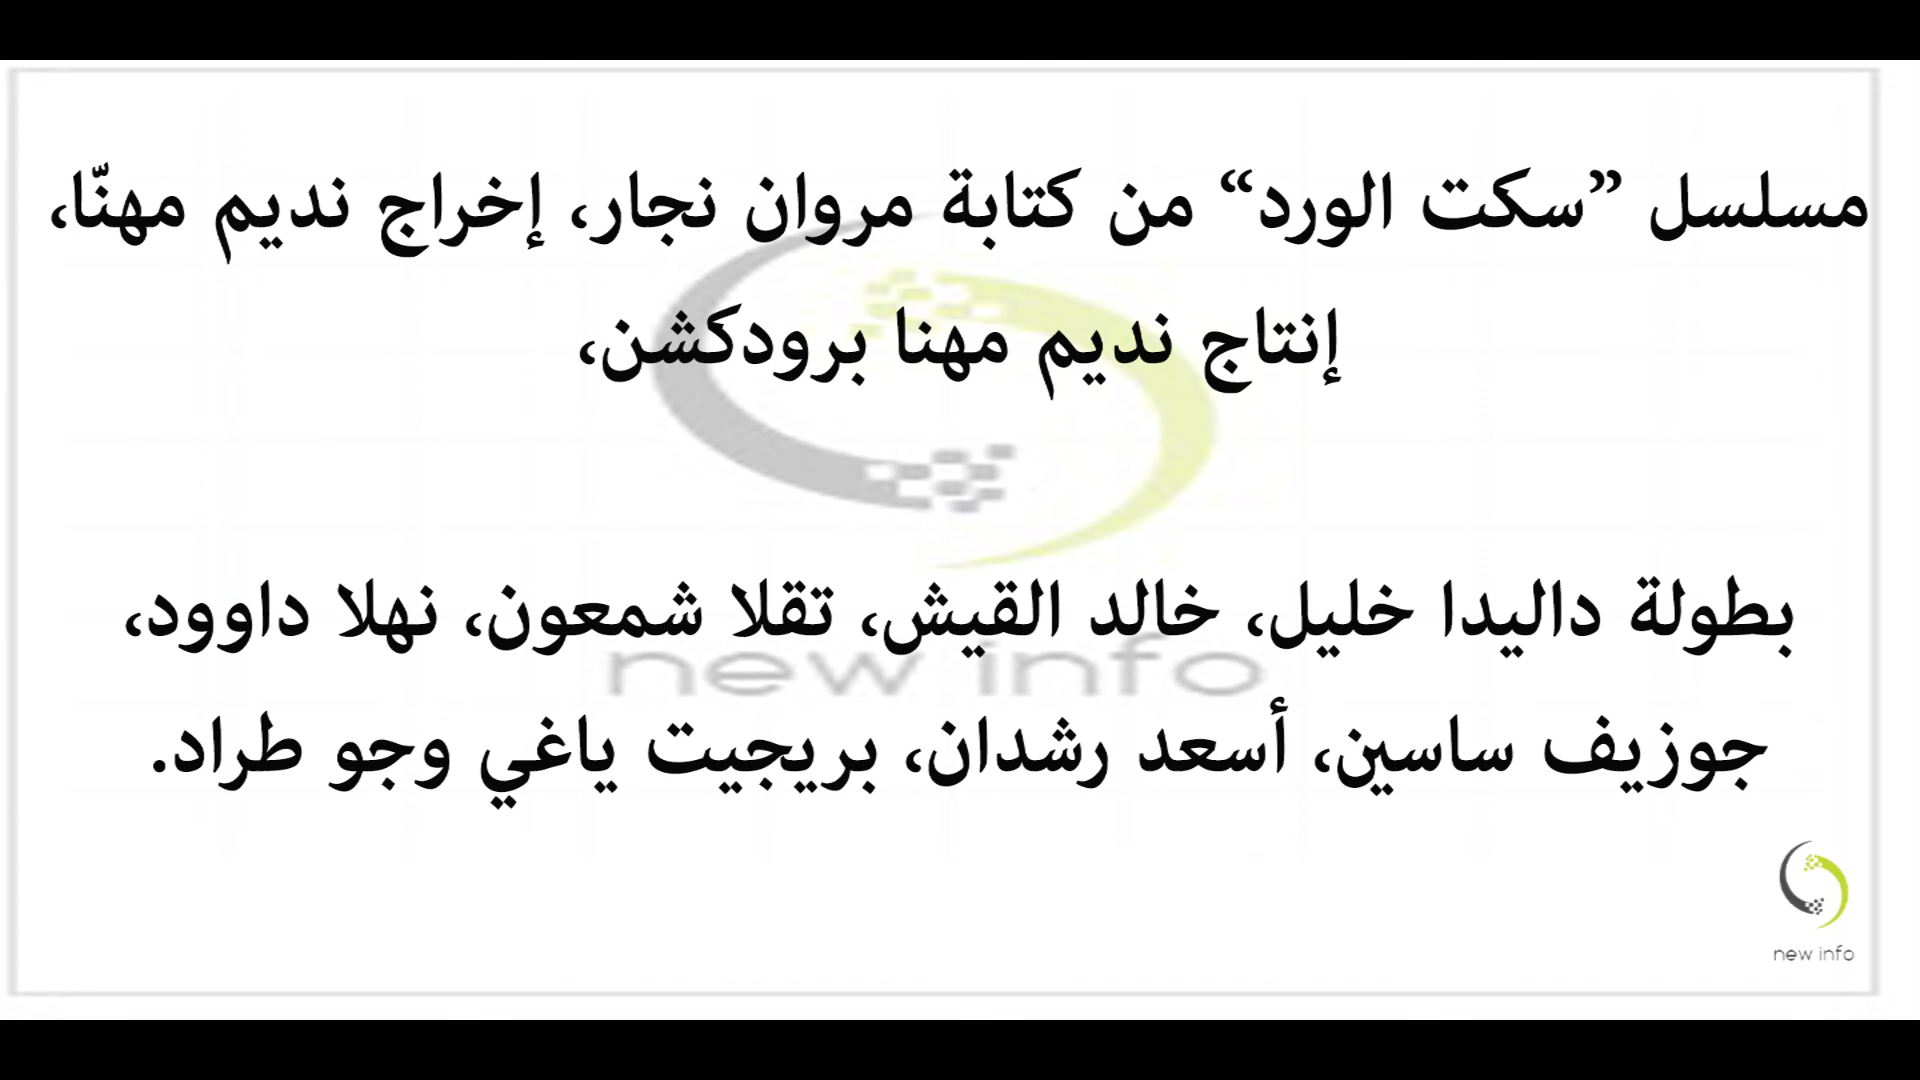 مسلسل ”سكت الورد“ من كتابة مروان نجار، إخراج نديم مهنّا،
إنتاج نديم مهنا برودكشن،
بطولة داليدا خليل، خالد القيش، تقلا شمعون، نهلا داوود،
new info
جوزيف ساسين، أسعد رشدان، بريجيت ياغي وجو طراد.
new info